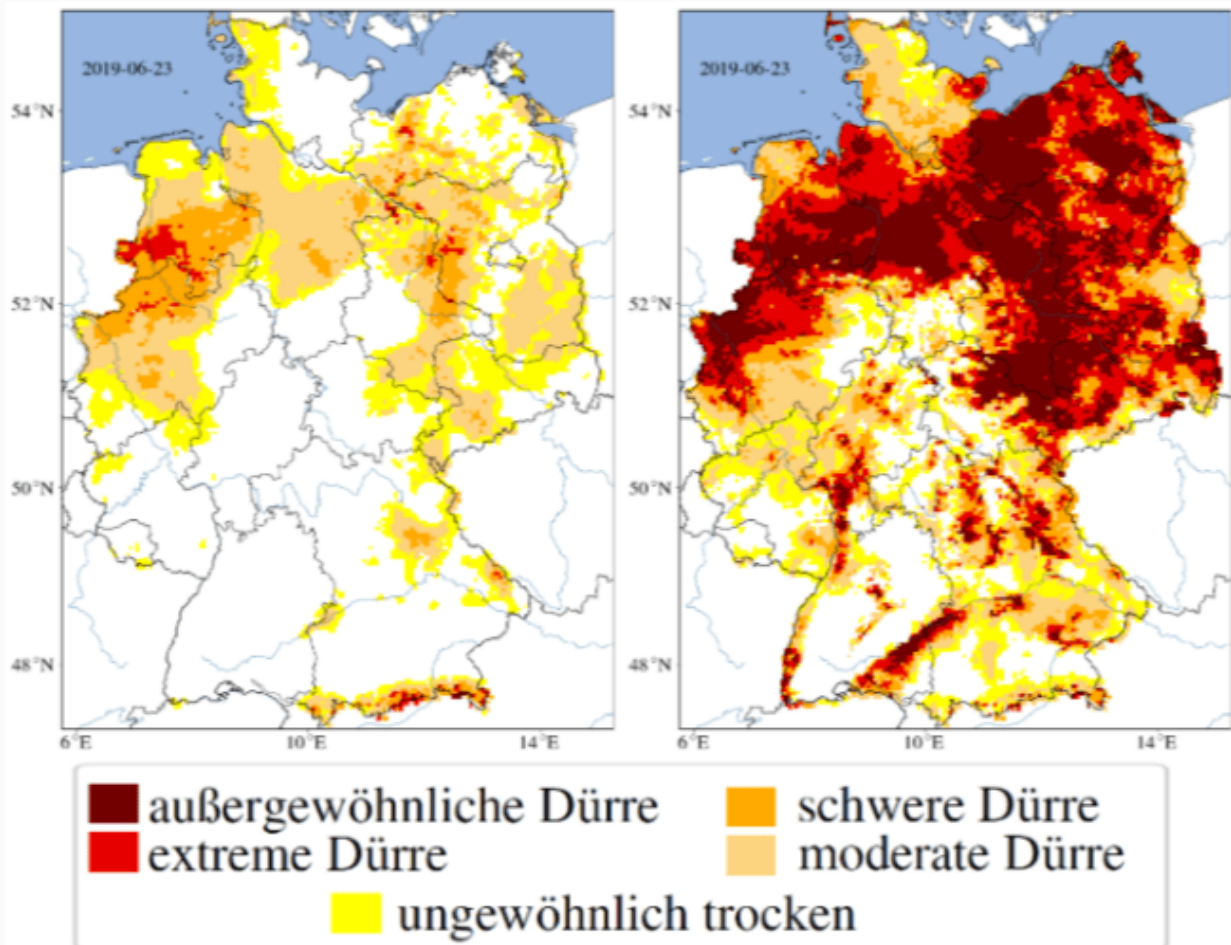 2019-06-23
2019-06-23
54°N
54°N
52°N
52°N
50°N
50°N
48°N
48°N
6°E 10°E 14°E
6°E 10°E 14°E
außergewöhnliche Dürre
schwere Dürre
extreme Dürre
moderate Dürre
ungewöhnlich trocken